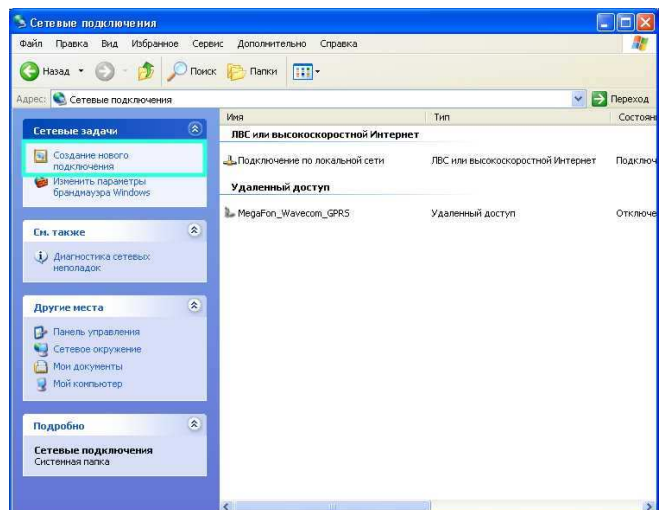 Сетевые подключения
Файл Правка Вид Избранное Сервис Дополнительно Справка
Назад Поиск Папки
Адрес: Сетевые подключения Переход
Имя Тип Состоян
Сетевые задачи
Создание нового
подключения
Изменить параметры
брандмауэра Windows
См. также
Диагностика сетевых
неполадок
Другие места
Панель управления
Сетевое окружение
Мои документы
Мой компьютер
Подробно
Сетевые подключения
Системная папка
ЛВС или высокоскоростной Интернет
Подключение по локальной сети ЛВС или высокоскоростной Интернет Подключ
Удаленный доступ
MegaFon_Wavecom_GPRS Удаленный доступ Отключе